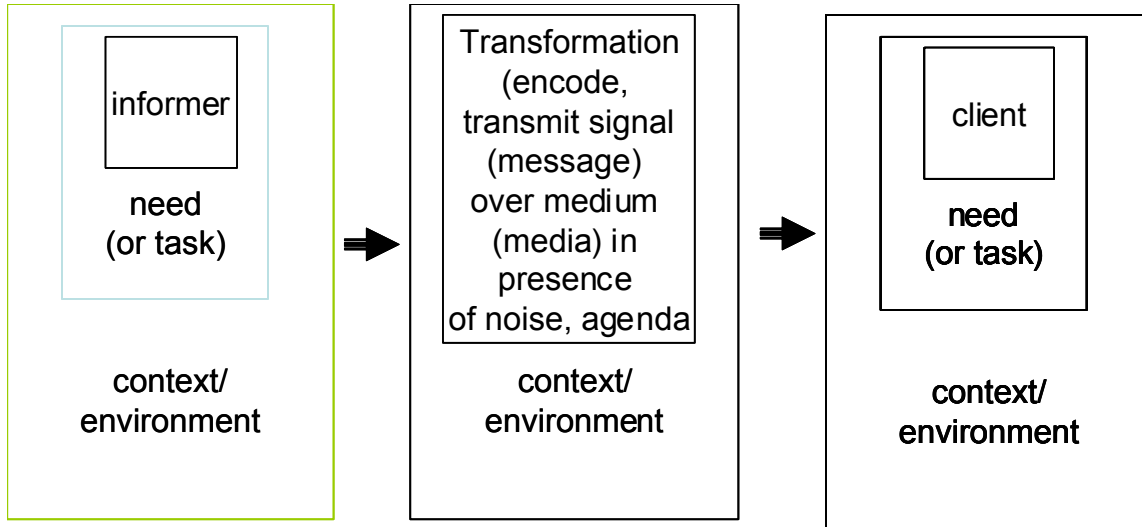 informer
need
(or task)
context/
environment
Transformation
(encode,
transmit signal
(message)
over medium
(media) in
presence
of noise, agenda
context/
environment
client
need
(or task)
context/
environment